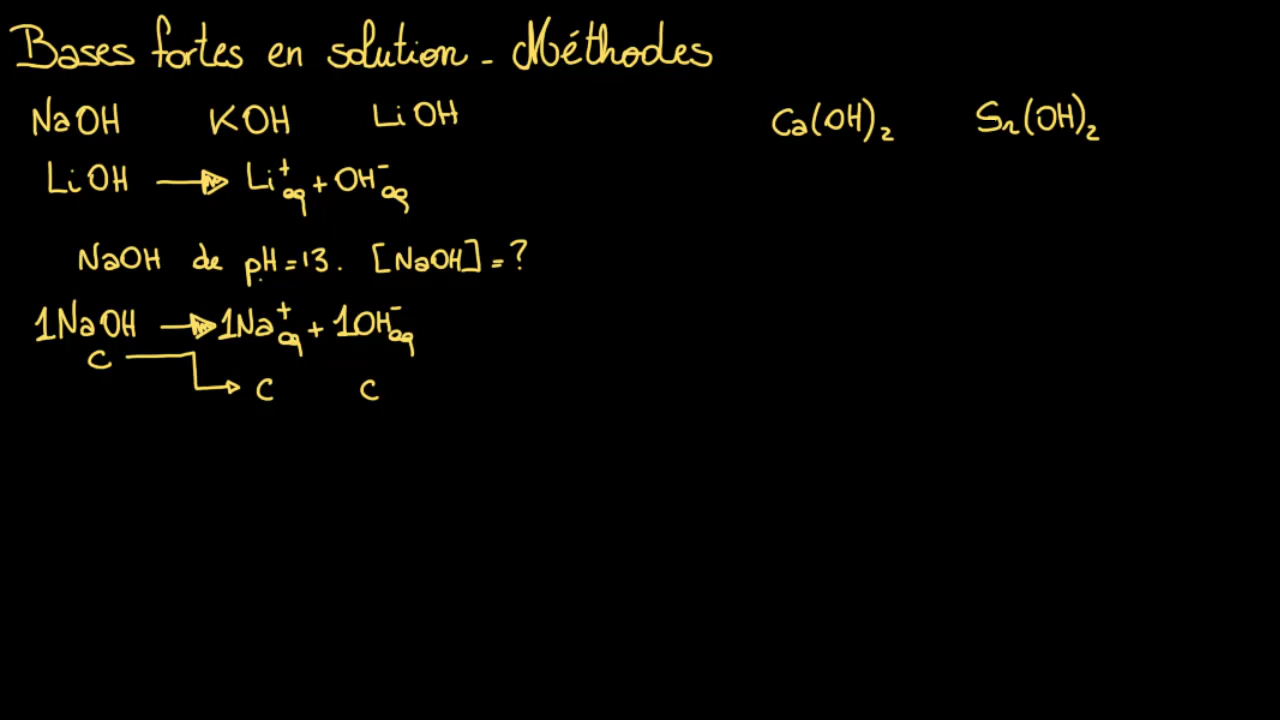 Bases fortes en solution - Méthodes
NaOH KOH LiOH Ca(OH)₂ Sr(OH)₂
LiOH → Li⁺aq + OH⁻aq
NaOH de pH = 13. [NaOH] = ?
1NaOH → 1Na⁺aq + 1OH⁻aq
C
C C